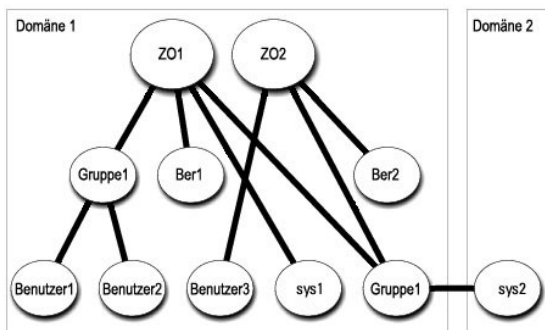 Domäne 1
Domäne 2
ZO1
ZO2
Gruppe1
Ber1
Ber2
Benutzer1
Benutzer2
Benutzer3
sys1
Gruppe1
sys2